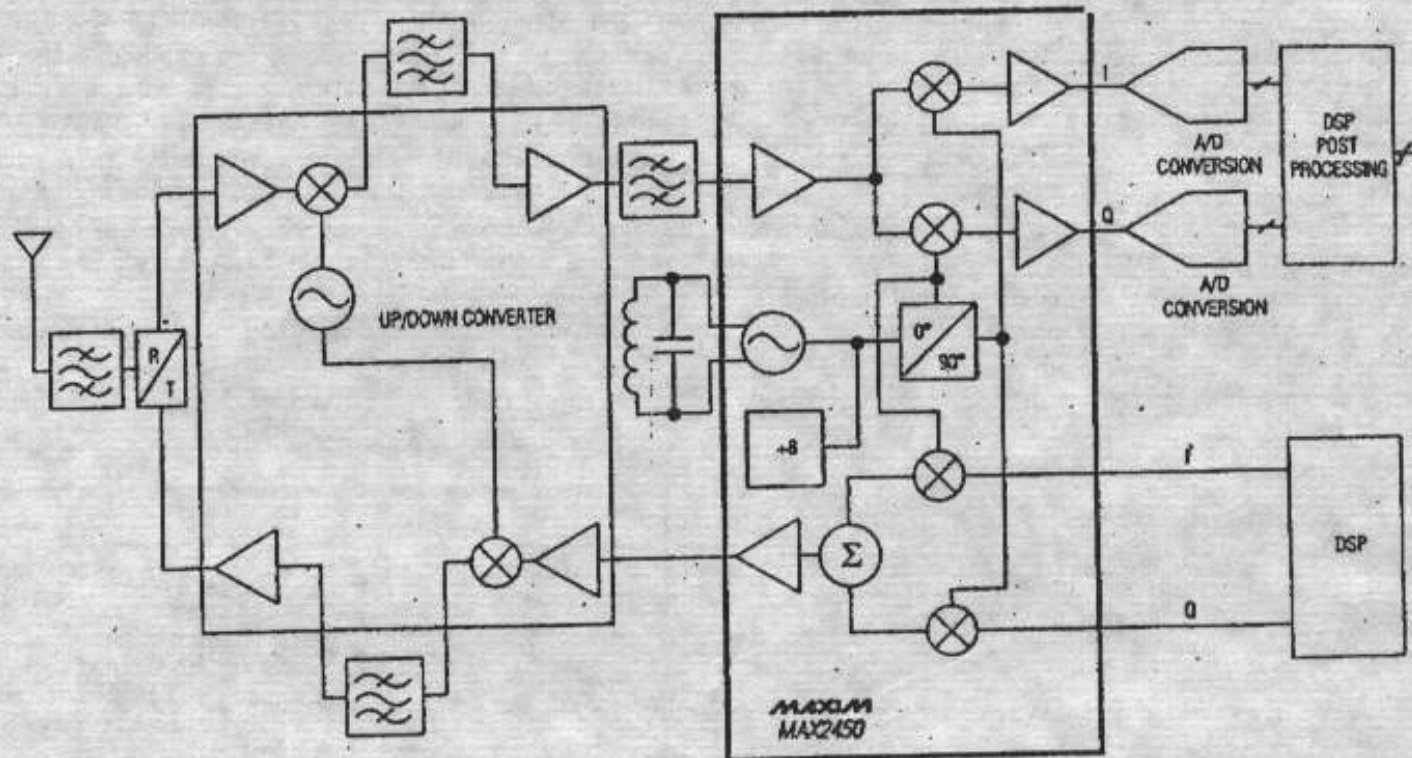 I
A/D
CONVERSION
DSP
POST
PROCESSING
Q
A/D
CONVERSION
UP/DOWN CONVERTER
R
T
0°
90°
÷8
I
Q
DSP
Σ
MAXIM
MAX2450